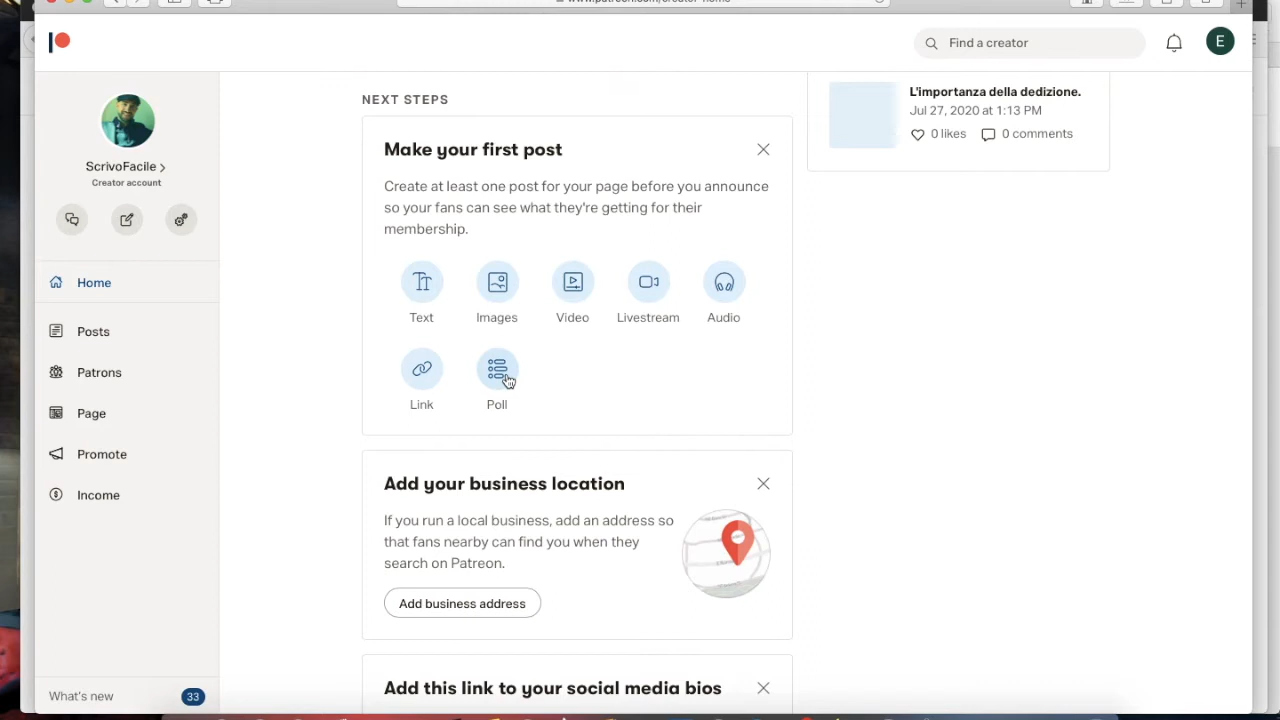 Find a creator
E
ScrivoFacile
Creator account
Home
Posts
Patrons
Page
Promote
Income
What's new
33
NEXT STEPS
Make your first post
Create at least one post for your page before you announce
so your fans can see what they're getting for their
membership.
Text
Images
Video
Livestream
Audio
Link
Poll
Add your business location
If you run a local business, add an address so
that fans nearby can find you when they
search on Patreon.
Add business address
Add this link to your social media bios
L'importanza della dedizione.
Jul 27, 2020 at 1:13 PM
0 likes
0 comments